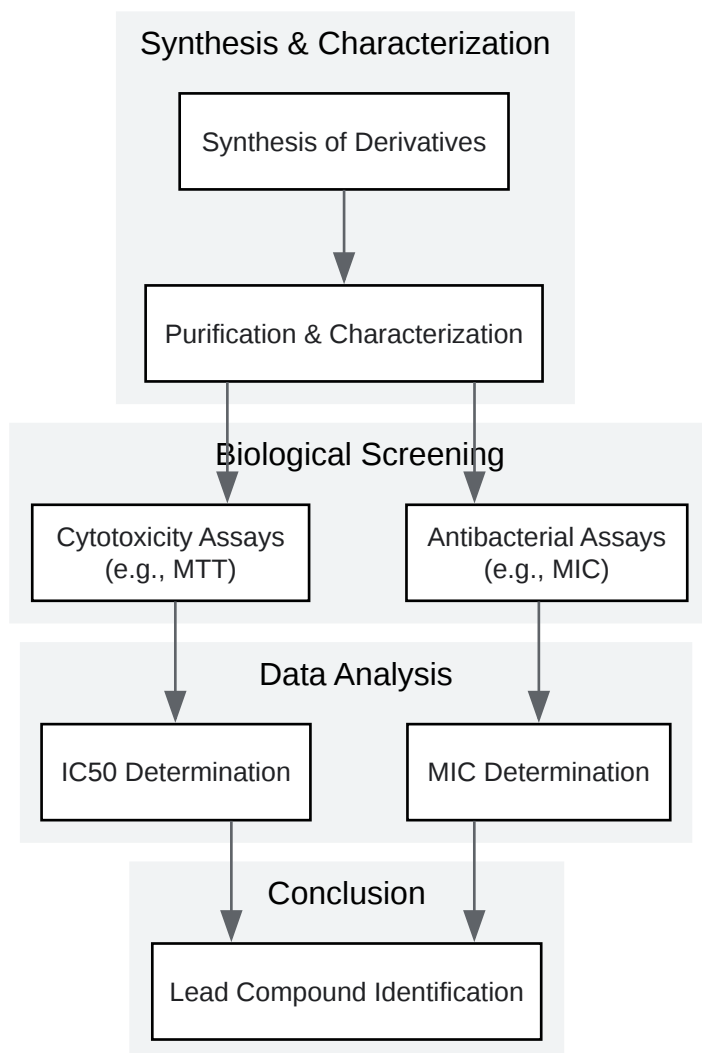 Synthesis & Characterization
Synthesis of Derivatives
Purification & Characterization
Biological Screening
Cytotoxicity Assays
(e.g., MTT)
Antibacterial Assays
(e.g., MIC)
Data Analysis
IC50 Determination
MIC Determination
Conclusion
Lead Compound Identification